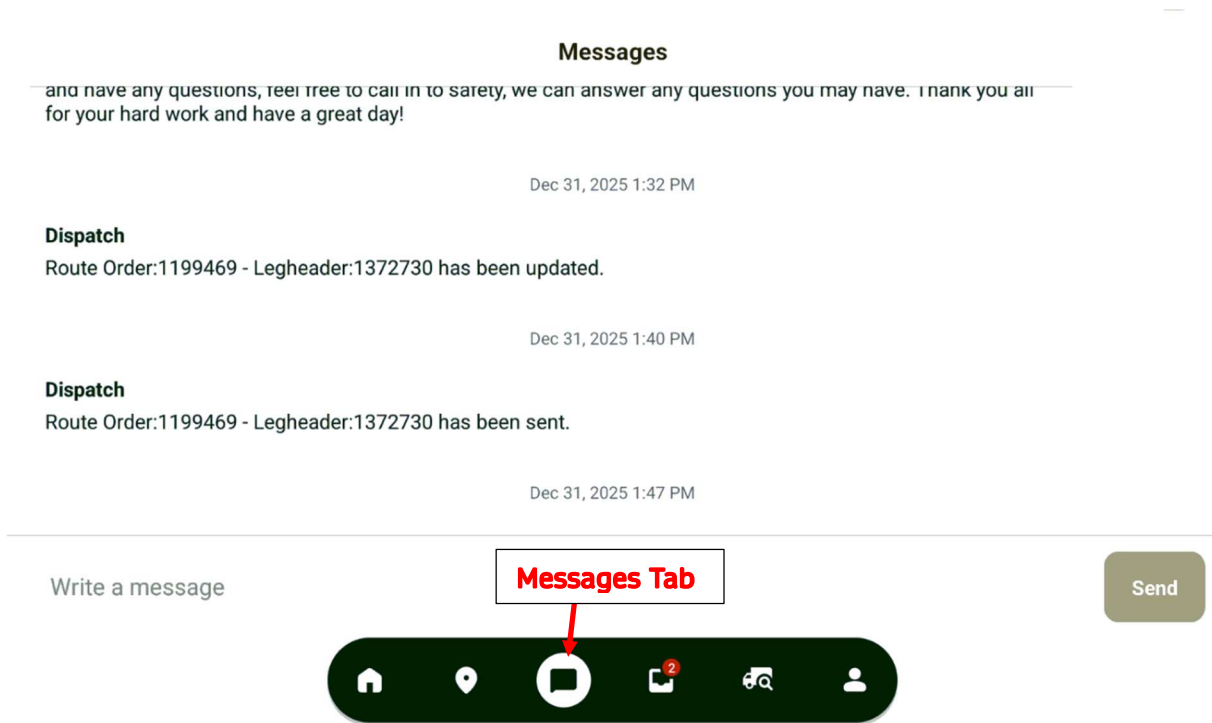 Messages
and have any questions, feel free to call in to safety, we can answer any questions you may have. Thank you all
for your hard work and have a great day!
Dec 31, 2025 1:32 PM
Dispatch
Route Order:1199469 - Legheader:1372730 has been updated.
Dec 31, 2025 1:40 PM
Dispatch
Route Order:1199469 - Legheader:1372730 has been sent.
Dec 31, 2025 1:47 PM
Write a message
Messages Tab
Send
2